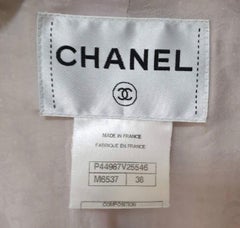 CHANEL
MADE IN FRANCE
FABRIQUE EN FRANCE
P44987V25546
M6537 38
COMPOSITION